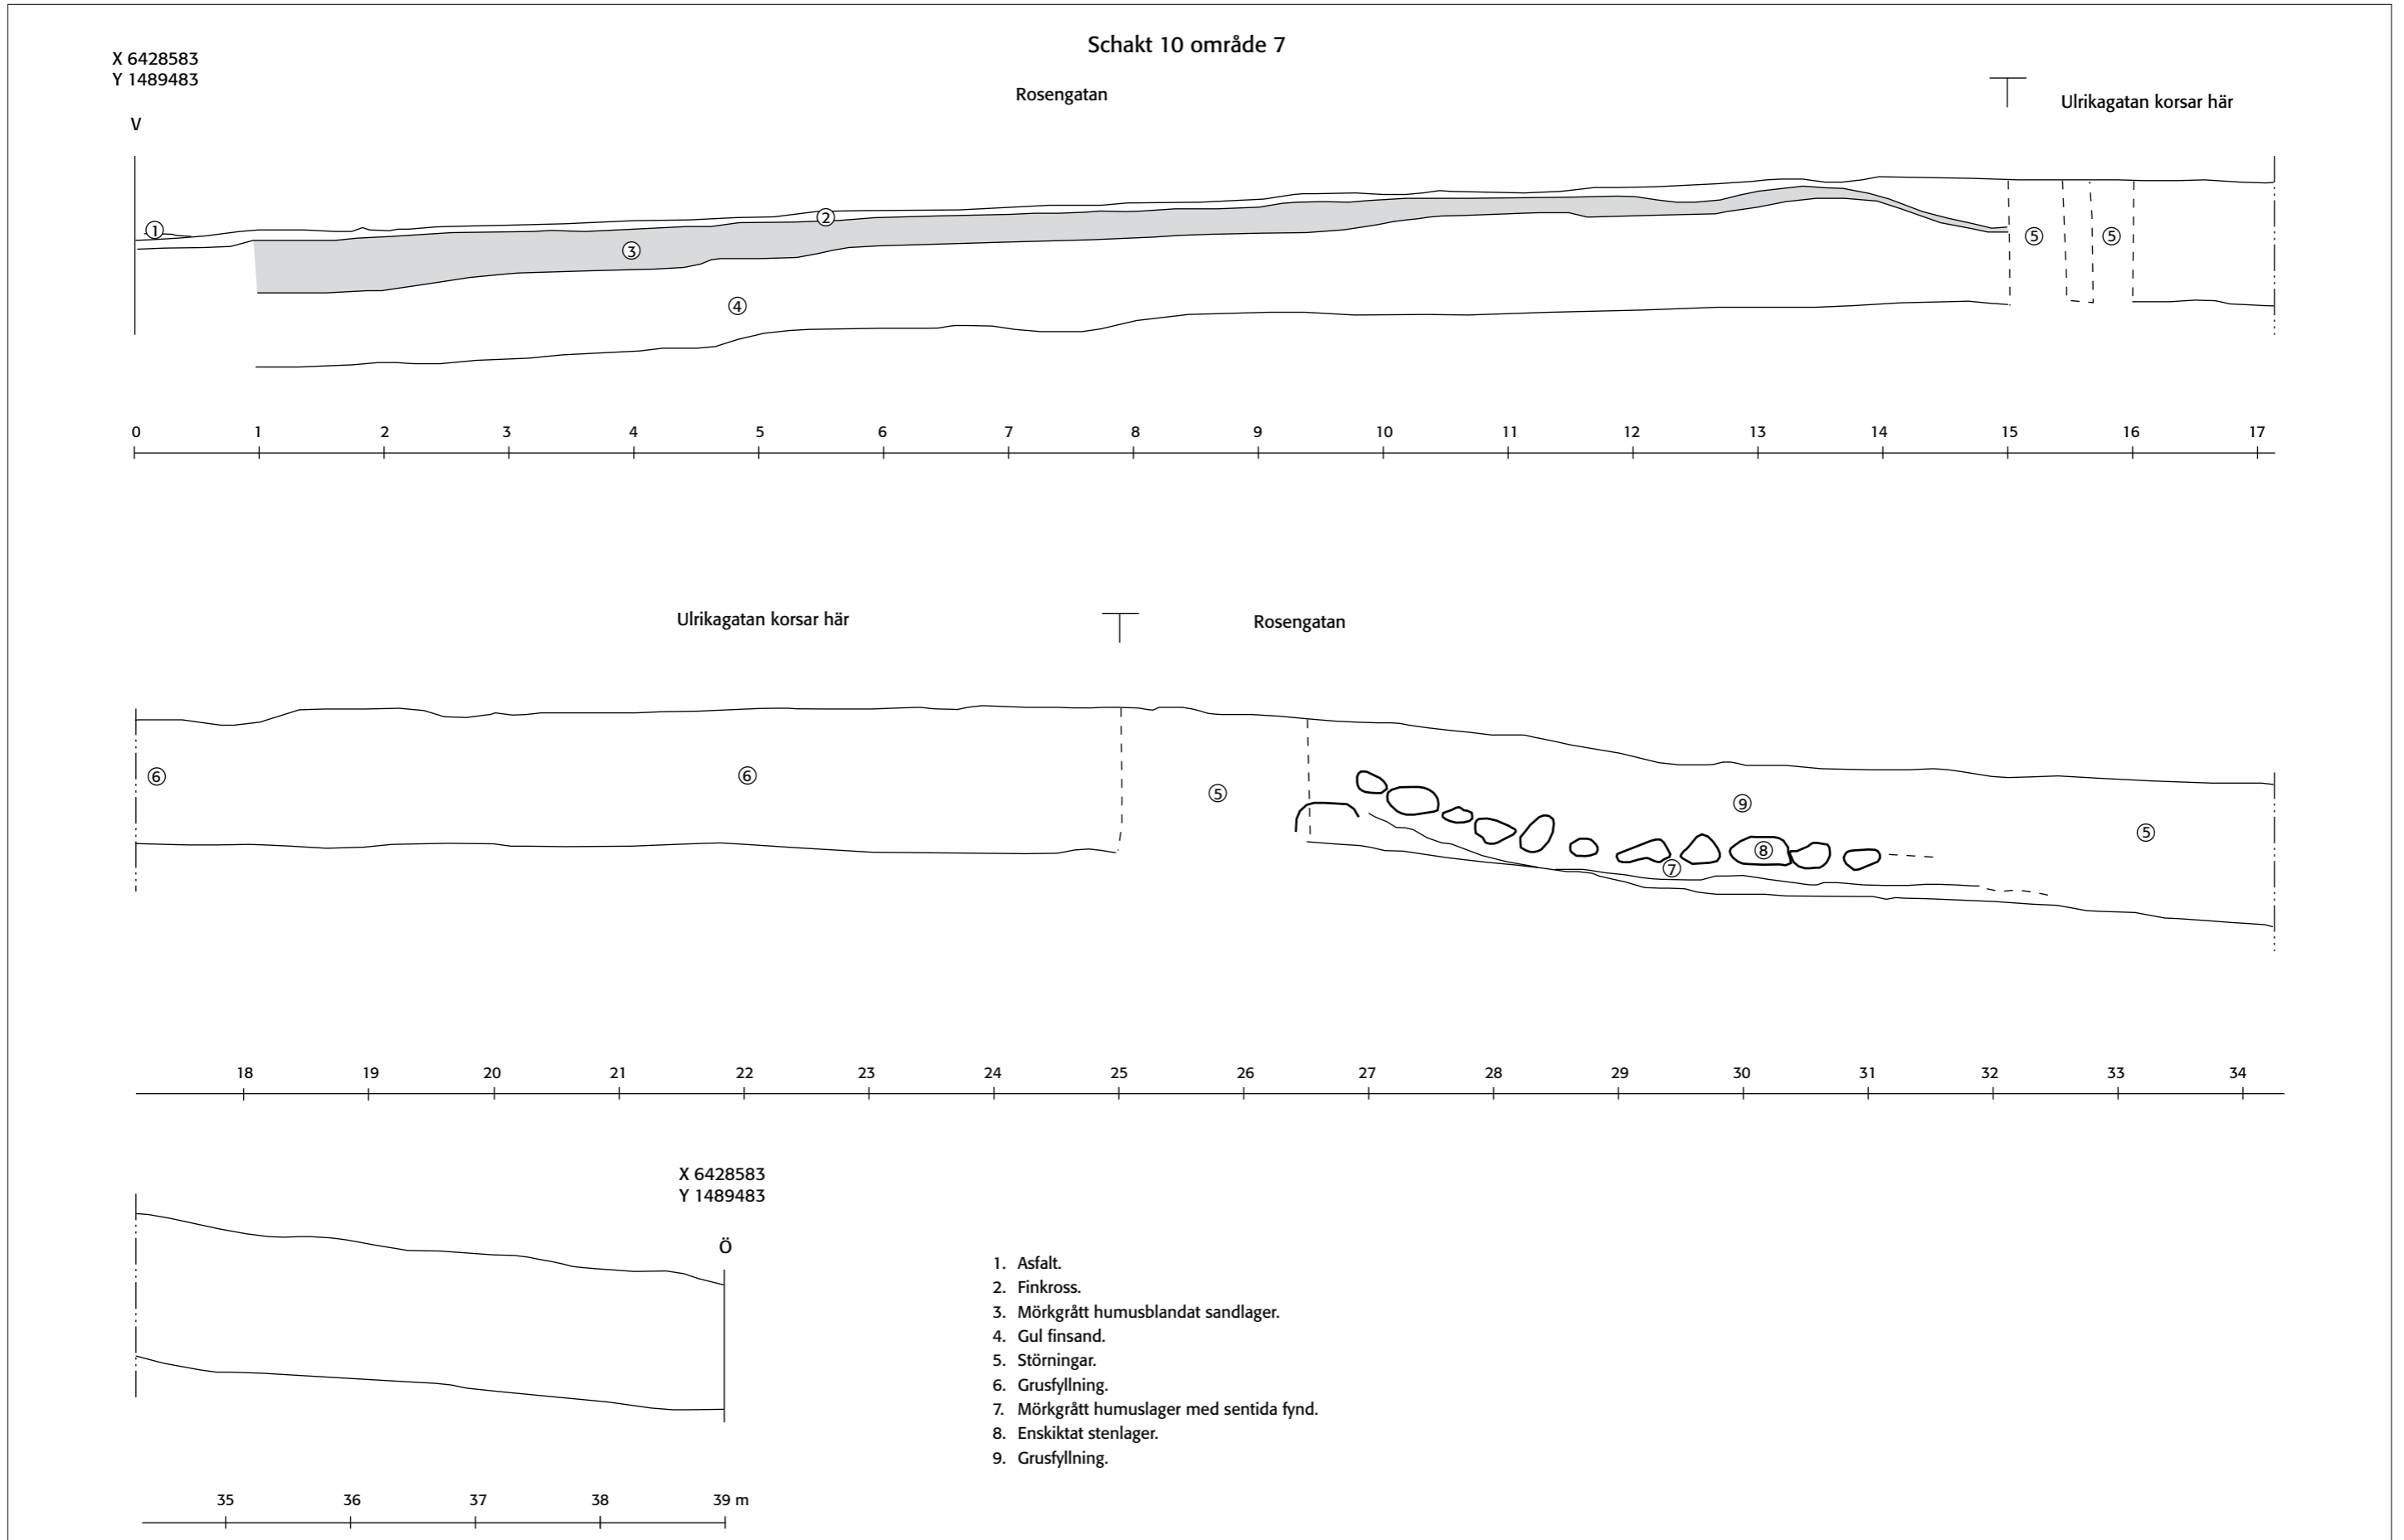 Schakt 10 område 7
X 6428583
Y 1489483
V
Rosengatan
Ulrikagatan korsar här
① ② ③ ④ ⑤ ⑤
0 1 2 3 4 5 6 7 8 9 10 11 12 13 14 15 16 17
Ulrikagatan korsar här
Rosengatan
⑥ ⑥ ⑤ ⑦ ⑧ ⑨ ⑤
18 19 20 21 22 23 24 25 26 27 28 29 30 31 32 33 34
X 6428583
Y 1489483
Ö
1. Asfalt.
2. Finkross.
3. Mörkgrått humusblandat sandlager.
4. Gul finsand.
5. Störningar.
6. Grusfyllning.
7. Mörkgrått humuslager med sentida fynd.
8. Enskiktat stenlager.
9. Grusfyllning.
35 36 37 38 39 m